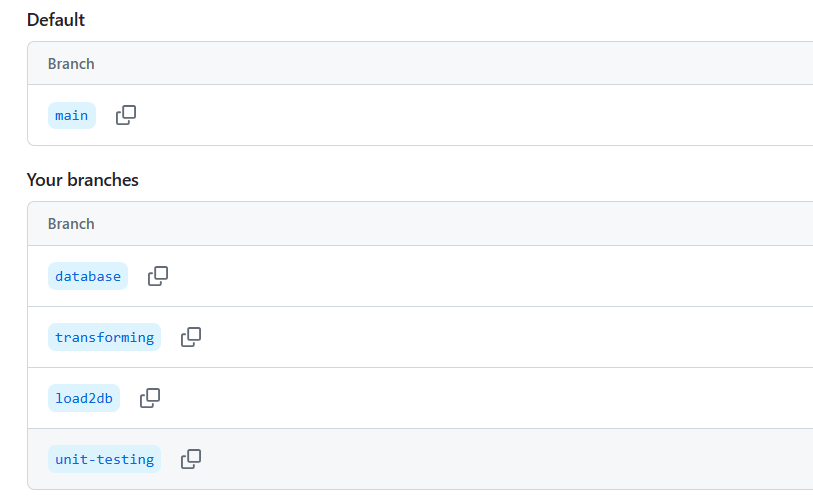 Default
Branch
main
Your branches
Branch
database
transforming
load2db
unit-testing